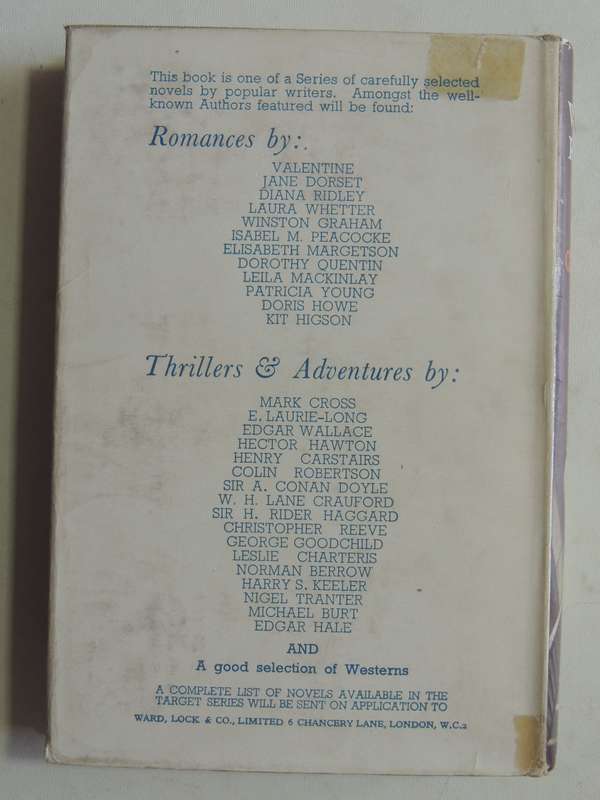 This book is one of a Series of carefully selected
novels by popular writers. Amongst the well-
known Authors featured will be found:
Romances by:
VALENTINE
JANE DORSET
DIANA RIDLEY
LAURA WHETTER
WINSTON GRAHAM
ISABEL M. PEACOCKE
ELISABETH MARGETSON
DOROTHY QUENTIN
LEILA MACKINLAY
PATRICIA YOUNG
DORIS HOWE
KIT HIGSON
Thrillers & Adventures by:
MARK CROSS
E. LAURIE-LONG
EDGAR WALLACE
HECTOR HAWTON
HENRY CARSTAIRS
COLIN ROBERTSON
SIR A. CONAN DOYLE
W. H. LANE CRAUFORD
SIR H. RIDER HAGGARD
CHRISTOPHER REEVE
GEORGE GOODCHILD
LESLIE CHARTERIS
NORMAN BERROW
HARRY S. KEELER
NIGEL TRANTER
MICHAEL BURT
EDGAR HALE
AND
A good selection of Westerns
A COMPLETE LIST OF NOVELS AVAILABLE IN THE
TARGET SERIES WILL BE SENT ON APPLICATION TO
WARD, LOCK & CO., LIMITED 6 CHANCERY LANE, LONDON, W.C.2